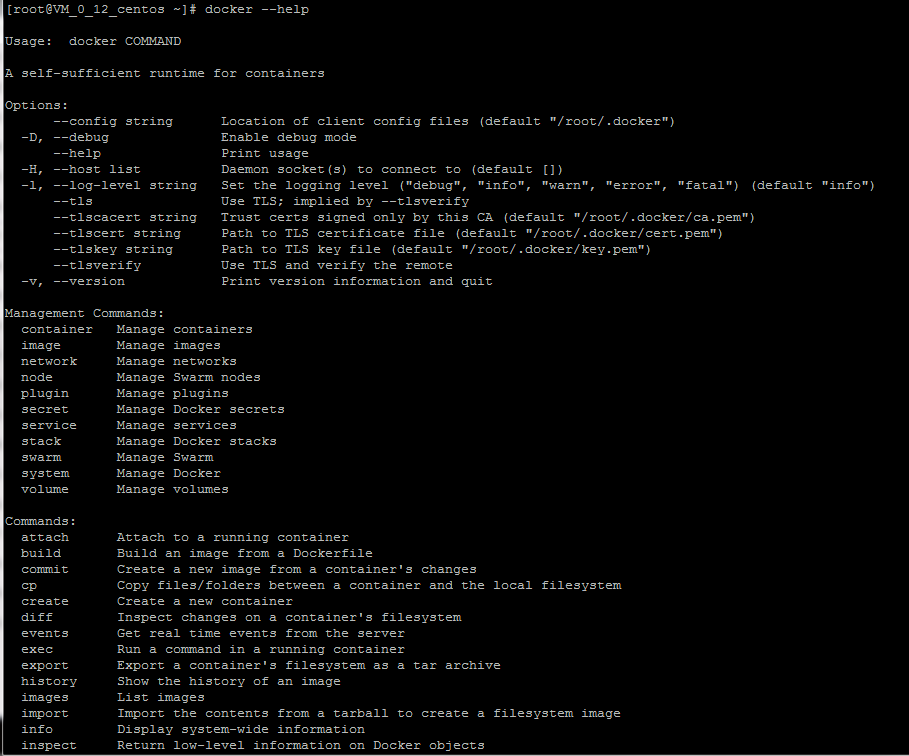 [root@VM_0_12_centos ~]# docker --help

Usage:  docker COMMAND

A self-sufficient runtime for containers

Options:
      --config string      Location of client config files (default "/root/.docker")
  -D, --debug              Enable debug mode
      --help               Print usage
  -H, --host list          Daemon socket(s) to connect to (default [])
  -l, --log-level string   Set the logging level ("debug", "info", "warn", "error", "fatal") (default "info")
      --tls                Use TLS; implied by --tlsverify
      --tlscacert string   Trust certs signed only by this CA (default "/root/.docker/ca.pem")
      --tlscert string     Path to TLS certificate file (default "/root/.docker/cert.pem")
      --tlskey string      Path to TLS key file (default "/root/.docker/key.pem")
      --tlsverify          Use TLS and verify the remote
  -v, --version            Print version information and quit

Management Commands:
  container   Manage containers
  image       Manage images
  network     Manage networks
  node        Manage Swarm nodes
  plugin      Manage plugins
  secret      Manage Docker secrets
  service     Manage services
  stack       Manage Docker stacks
  swarm       Manage Swarm
  system      Manage Docker
  volume      Manage volumes

Commands:
  attach      Attach to a running container
  build       Build an image from a Dockerfile
  commit      Create a new image from a container's changes
  cp          Copy files/folders between a container and the local filesystem
  create      Create a new container
  diff        Inspect changes on a container's filesystem
  events      Get real time events from the server
  exec        Run a command in a running container
  export      Export a container's filesystem as a tar archive
  history     Show the history of an image
  images      List images
  import      Import the contents from a tarball to create a filesystem image
  info        Display system-wide information
  inspect     Return low-level information on Docker objects